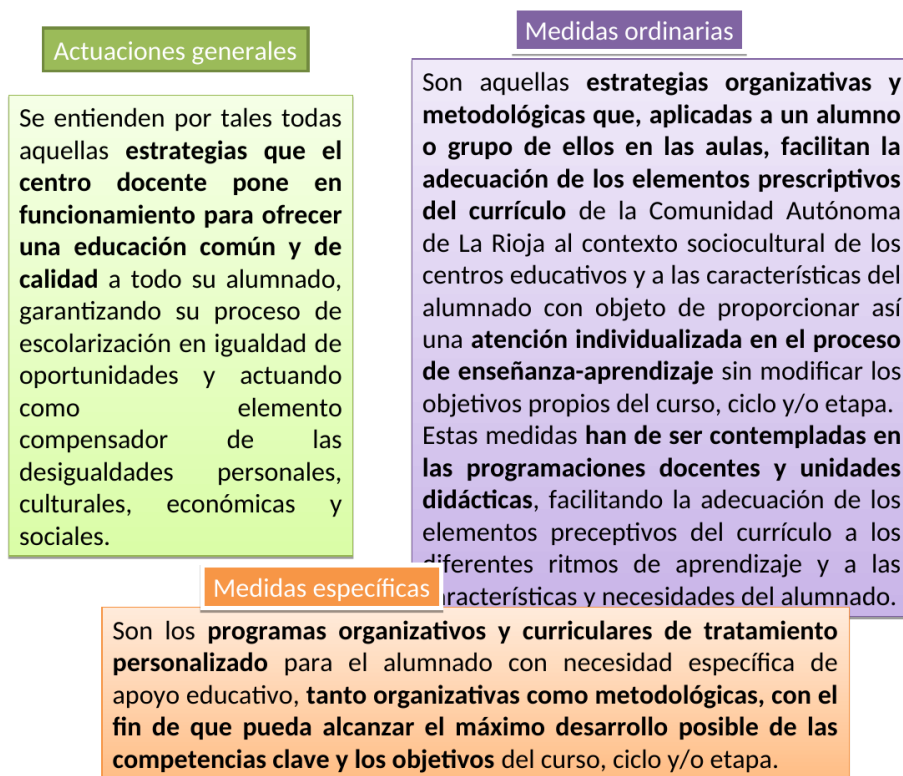 Actuaciones generales
Se entienden por tales todas
aquellas estrategias que el
centro docente pone en
funcionamiento para ofrecer
una educación común y de
calidad a todo su alumnado,
garantizando su proceso de
escolarización en igualdad de
oportunidades y actuando
como elemento
compensador de las
desigualdades personales,
culturales, económicas y
sociales.
Medidas ordinarias
Son aquellas estrategias organizativas y
metodológicas que, aplicadas a un alumno
o grupo de ellos en las aulas, facilitan la
adecuación de los elementos prescriptivos
del currículo de la Comunidad Autónoma
de La Rioja al contexto sociocultural de los
centros educativos y a las características del
alumnado con objeto de proporcionar así
una atención individualizada en el proceso
de enseñanza-aprendizaje sin modificar los
objetivos propios del curso, ciclo y/o etapa.
Estas medidas han de ser contempladas en
las programaciones docentes y unidades
didácticas, facilitando la adecuación de los
elementos preceptivos del currículo a los
diferentes ritmos de aprendizaje y a las
características y necesidades del alumnado.
Medidas específicas
Son los programas organizativos y curriculares de tratamiento
personalizado para el alumnado con necesidad específica de
apoyo educativo, tanto organizativas como metodológicas, con el
fin de que pueda alcanzar el máximo desarrollo posible de las
competencias clave y los objetivos del curso, ciclo y/o etapa.